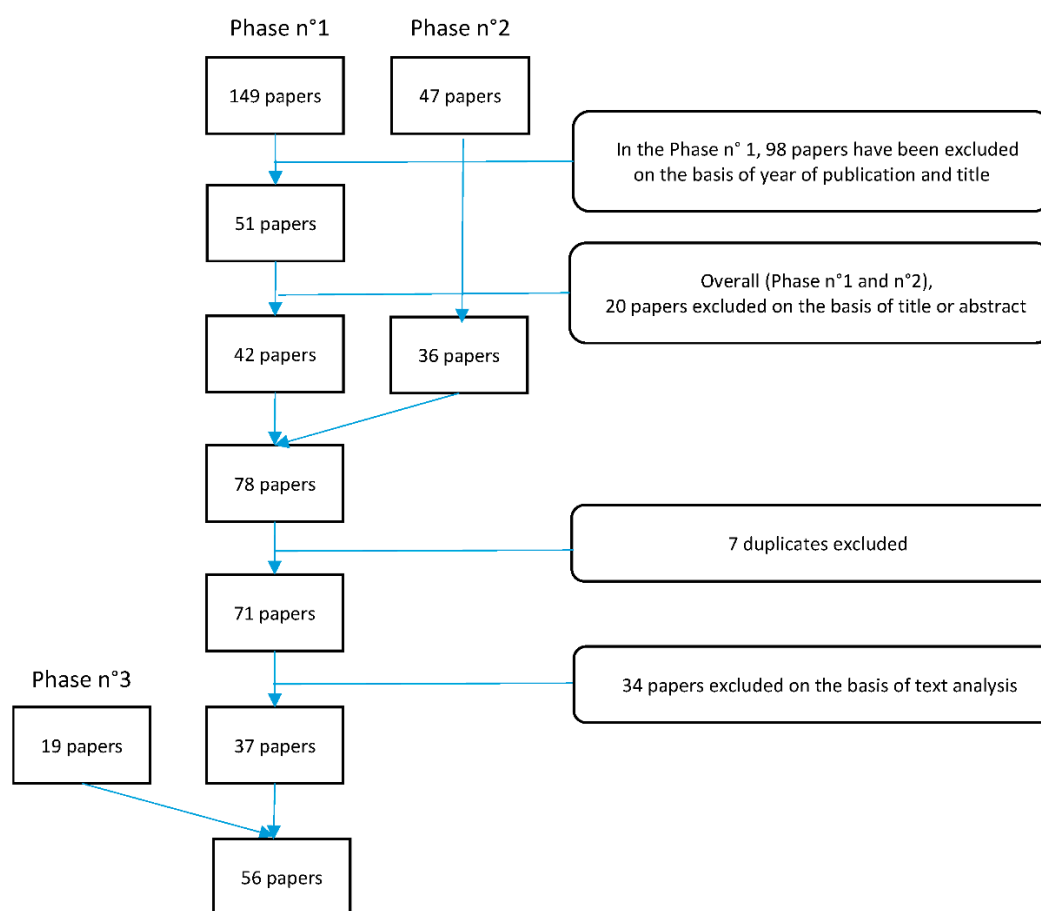 Phase n°1
Phase n°2
149 papers
47 papers
In the Phase n° 1, 98 papers have been excluded
on the basis of year of publication and title
51 papers
Overall (Phase n°1 and n°2),
20 papers excluded on the basis of title or abstract
42 papers
36 papers
78 papers
7 duplicates excluded
71 papers
Phase n°3
34 papers excluded on the basis of text analysis
19 papers
37 papers
56 papers